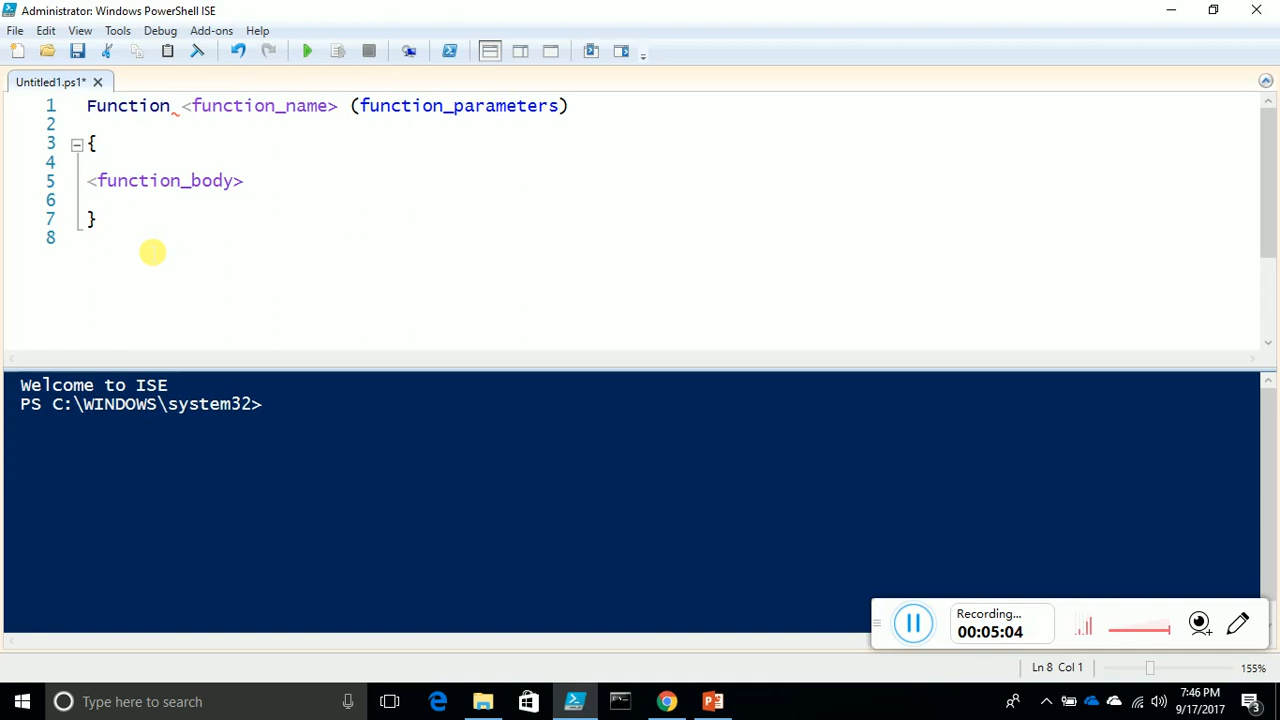 Administrator: Windows PowerShell ISE
File Edit View Tools Debug Add-ons Help
Untitled1.ps1*
1 Function <function_name> (function_parameters)
2
3 {
4
5 <function_body>
6
7 }
8
Welcome to ISE
PS C:\WINDOWS\system32>
Recording...
00:05:04
Ln 8 Col 1 155%
Type here to search
7:46 PM
9/17/2017
3